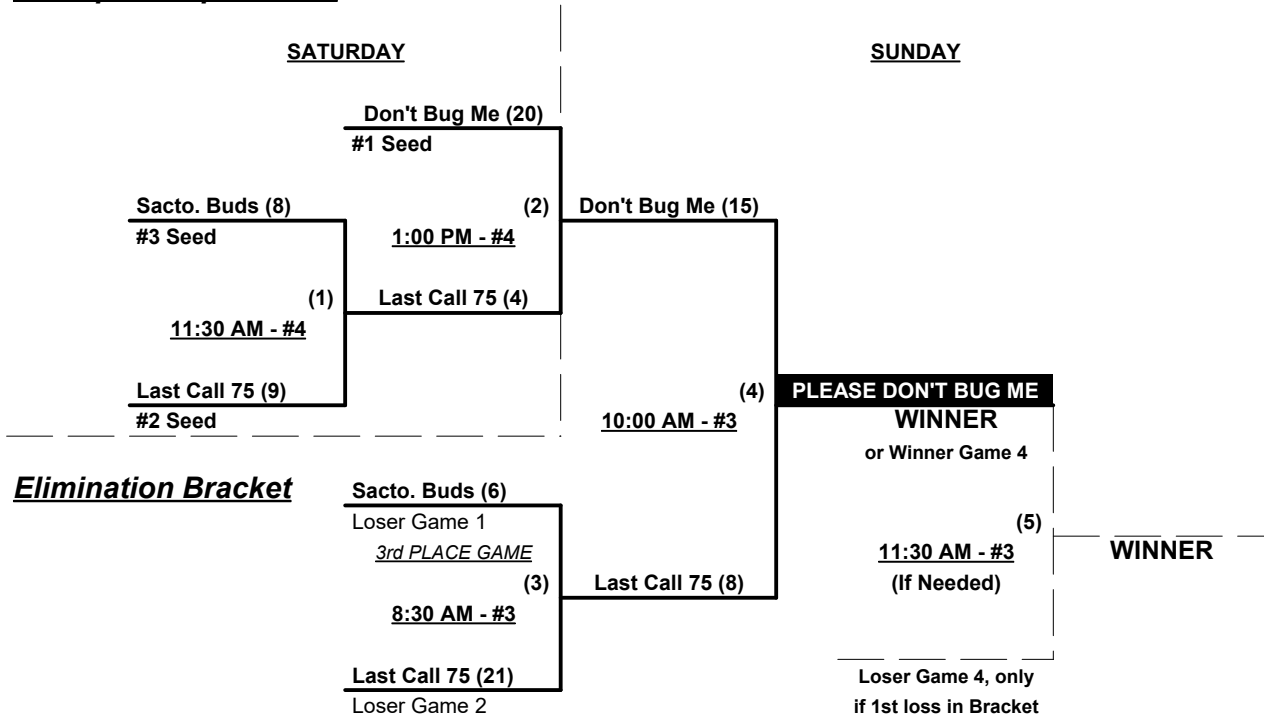 SATURDAY
SUNDAY
Don't Bug Me (20)
#1 Seed
Sacto. Buds (8)
(2)
Don't Bug Me (15)
#3 Seed
1:00 PM - #4
(1)
Last Call 75 (4)
11:30 AM - #4
Last Call 75 (9)
(4)
PLEASE DON'T BUG ME
#2 Seed
10:00 AM - #3
WINNER
or Winner Game 4
Elimination Bracket
Sacto. Buds (6)
Loser Game 1
(5)
3rd PLACE GAME
11:30 AM - #3
WINNER
(3)
Last Call 75 (8)
(If Needed)
8:30 AM - #3
Last Call 75 (21)
Loser Game 4, only
Loser Game 2
if 1st loss in Bracket